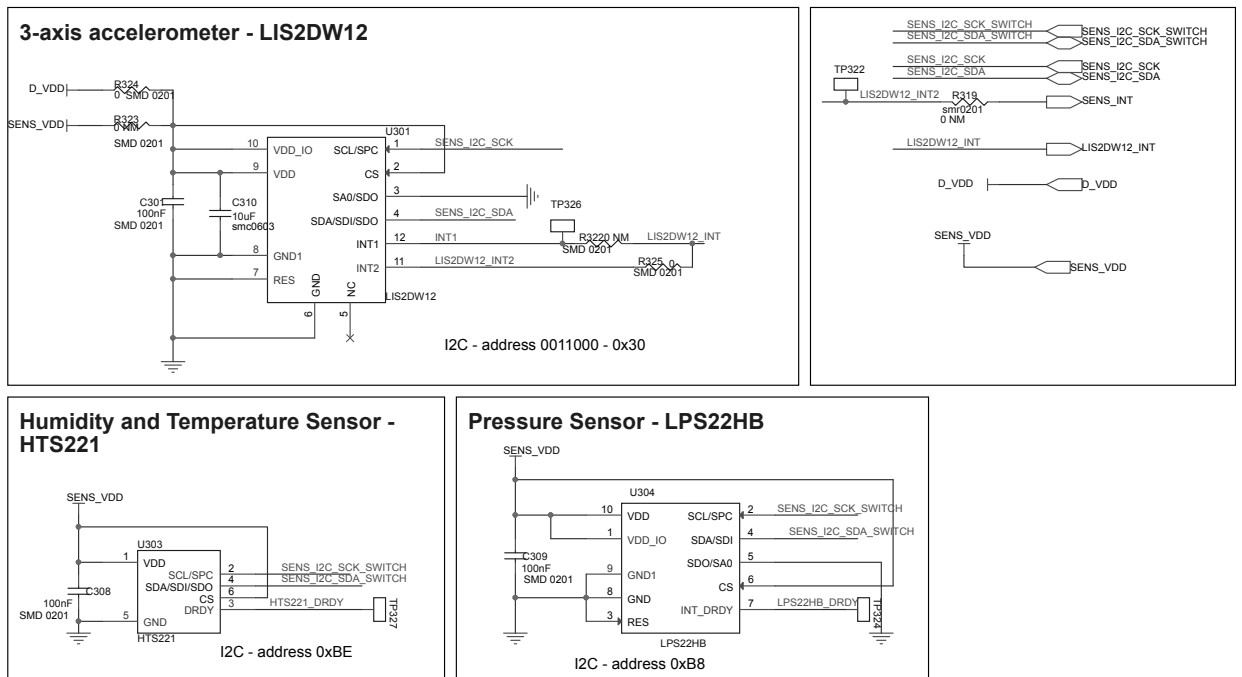 3-axis accelerometer - LIS2DW12
D_VDD
R324
0 SMD 0201
SENS_VDD
R323
0 NM
SMD 0201
U301
10 VDD_IO SCL/SPC 1 SENS_I2C_SCK
9 VDD CS 2
SA0/SDO 3
C301
100nF
SMD 0201
C310
10uF
smc0603
SDA/SDI/SDO 4 SENS_I2C_SDA
TP326
INT1 12 INT1 R322 0 NM LIS2DW12_INT
SMD 0201
8 GND1
INT2 11 LIS2DW12_INT2 R325 0
SMD 0201
7 RES
GND NC
LIS2DW12
6 5
I2C - address 0011000 - 0x30
SENS_I2C_SCK_SWITCH SENS_I2C_SCK_SWITCH
SENS_I2C_SDA_SWITCH SENS_I2C_SDA_SWITCH
SENS_I2C_SCK SENS_I2C_SCK
SENS_I2C_SDA SENS_I2C_SDA
TP322
LIS2DW12_INT2 R319 SENS_INT
smr0201
0 NM
LIS2DW12_INT LIS2DW12_INT
D_VDD D_VDD
SENS_VDD
SENS_VDD
Humidity and Temperature Sensor -
HTS221
SENS_VDD
U303
1 VDD
SCL/SPC 2 SENS_I2C_SCK_SWITCH
SDA/SDI/SDO 4 SENS_I2C_SDA_SWITCH
CS 6
DRDY 3 HTS221_DRDY TP327
C308
100nF
SMD 0201
5 GND
HTS221
I2C - address 0xBE
Pressure Sensor - LPS22HB
SENS_VDD
U304
10 VDD SCL/SPC 2 SENS_I2C_SCK_SWITCH
1 VDD_IO SDA/SDI 4 SENS_I2C_SDA_SWITCH
C309
100nF
SMD 0201
SDO/SA0 5
9 GND1
CS 6
8 GND
INT_DRDY 7 LPS22HB_DRDY TP324
3 RES
LPS22HB
I2C - address 0xB8